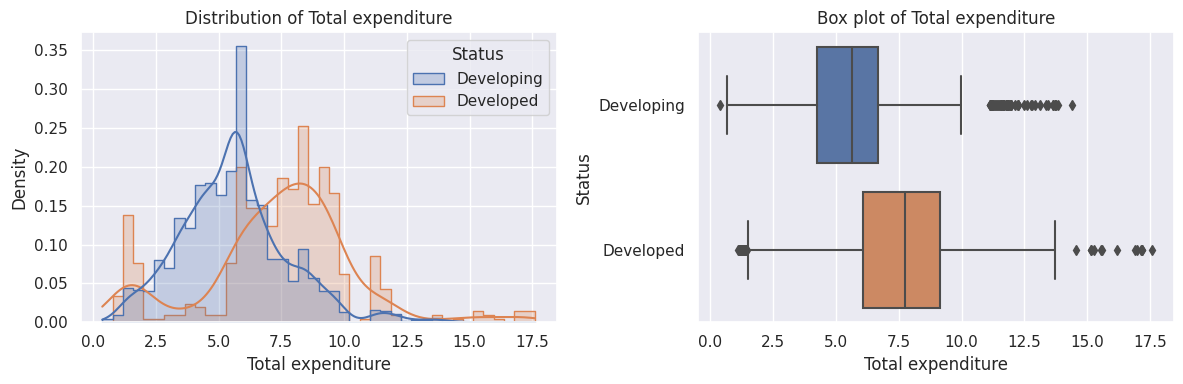 Distribution of Total expenditure
0.35
0.30
0.25
0.20
0.15
0.10
0.05
0.00
Density
Status
Developing
Developed
0.0 2.5 5.0 7.5 10.0 12.5 15.0 17.5
Total expenditure
Box plot of Total expenditure
Developing
Developed
Status
0.0 2.5 5.0 7.5 10.0 12.5 15.0 17.5
Total expenditure